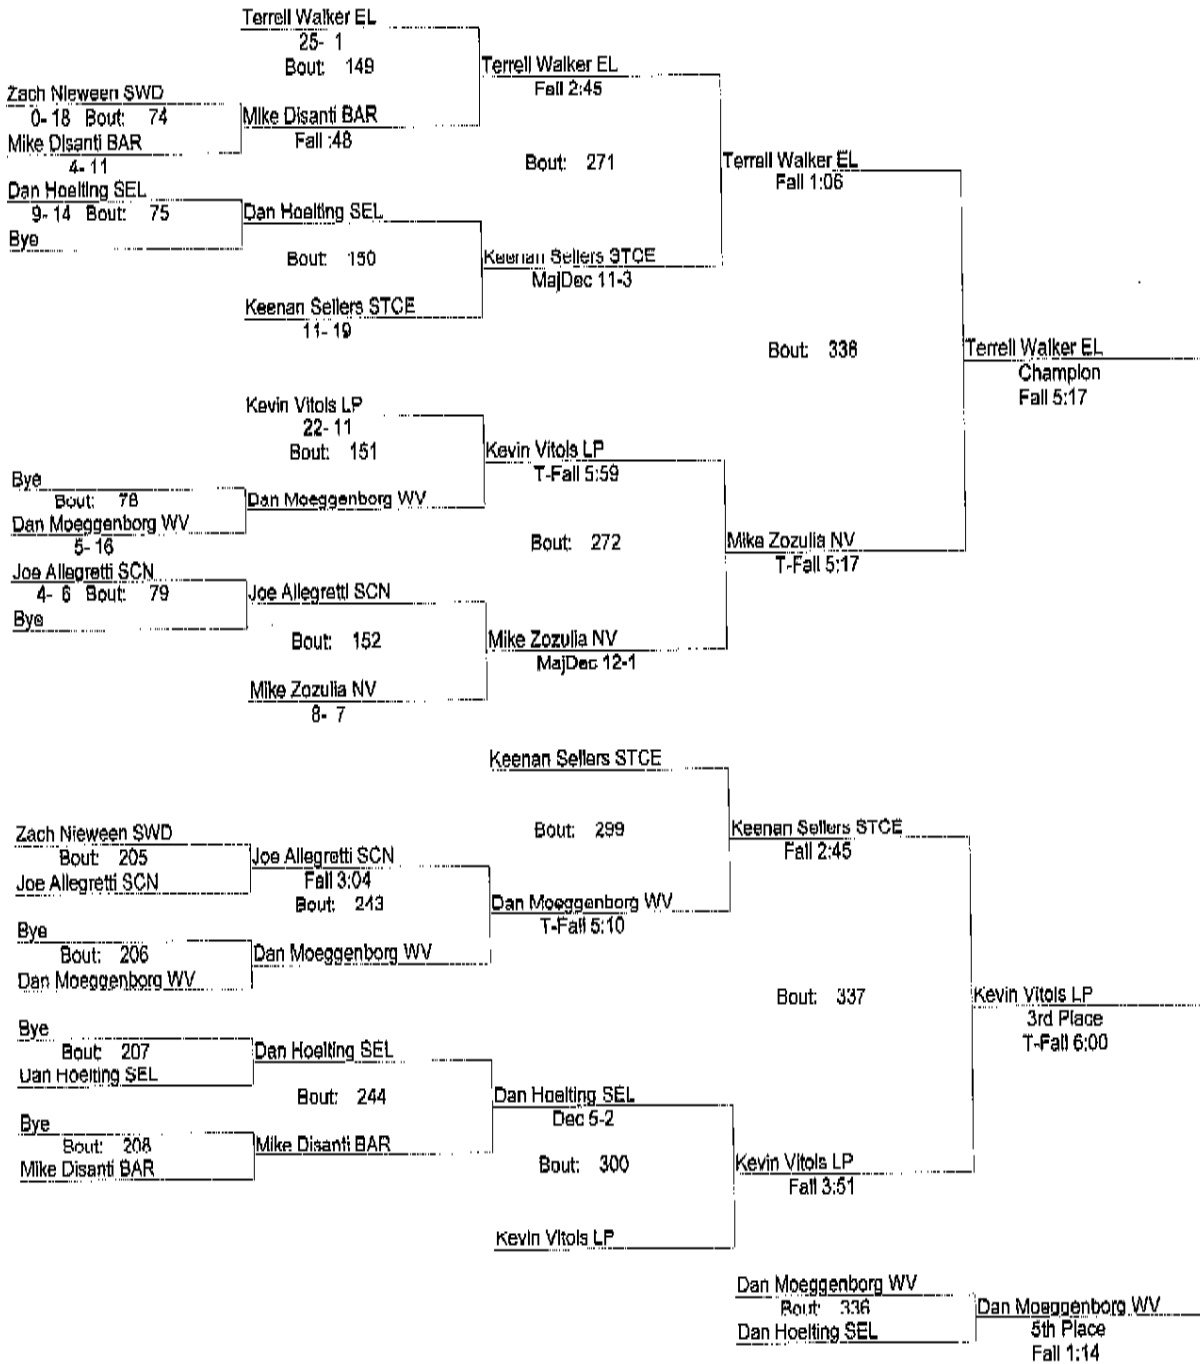 Terrell Walker EL
25- 1
Bout: 149
Terrell Walker EL
Fall 2:45
Zach Nieween SWD
0- 18 Bout: 74
Mike Disanti BAR
4- 11
Mike Disanti BAR
Fall :48
Bout: 271
Terrell Walker EL
Fall 1:06
Dan Hoelting SEL
9- 14 Bout: 75
Bye
Dan Hoelting SEL
Bout: 150
Keenan Sellers STCE
MajDec 11-3
Keenan Sellers STCE
11- 19
Bout: 338
Terrell Walker EL
Champion
Fall 5:17
Kevin Vitols LP
22- 11
Bout: 151
Kevin Vitols LP
T-Fall 5:59
Bye
Bout: 78
Dan Moeggenborg WV
5- 16
Dan Moeggenborg WV
Bout: 272
Mike Zozulia NV
T-Fall 5:17
Joe Allegretti SCN
4- 6 Bout: 79
Bye
Joe Allegretti SCN
Bout: 152
Mike Zozulia NV
MajDec 12-1
Mike Zozulia NV
8- 7
Keenan Sellers STCE
Bout: 299
Keenan Sellers STCE
Fall 2:45
Zach Nieween SWD
Bout: 205
Joe Allegretti SCN
Joe Allegretti SCN
Fall 3:04
Bout: 243
Dan Moeggenborg WV
T-Fall 5:10
Bye
Bout: 206
Dan Moeggenborg WV
Dan Moeggenborg WV
Bout: 337
Kevin Vitols LP
3rd Place
T-Fall 6:00
Bye
Bout: 207
Dan Hoelting SEL
Dan Hoelting SEL
Bout: 244
Dan Hoelting SEL
Dec 5-2
Bye
Bout: 208
Mike Disanti BAR
Mike Disanti BAR
Bout: 300
Kevin Vitols LP
Fall 3:51
Kevin Vitols LP
Dan Moeggenborg WV
Bout: 336
Dan Hoelting SEL
Dan Moeggenborg WV
5th Place
Fall 1:14